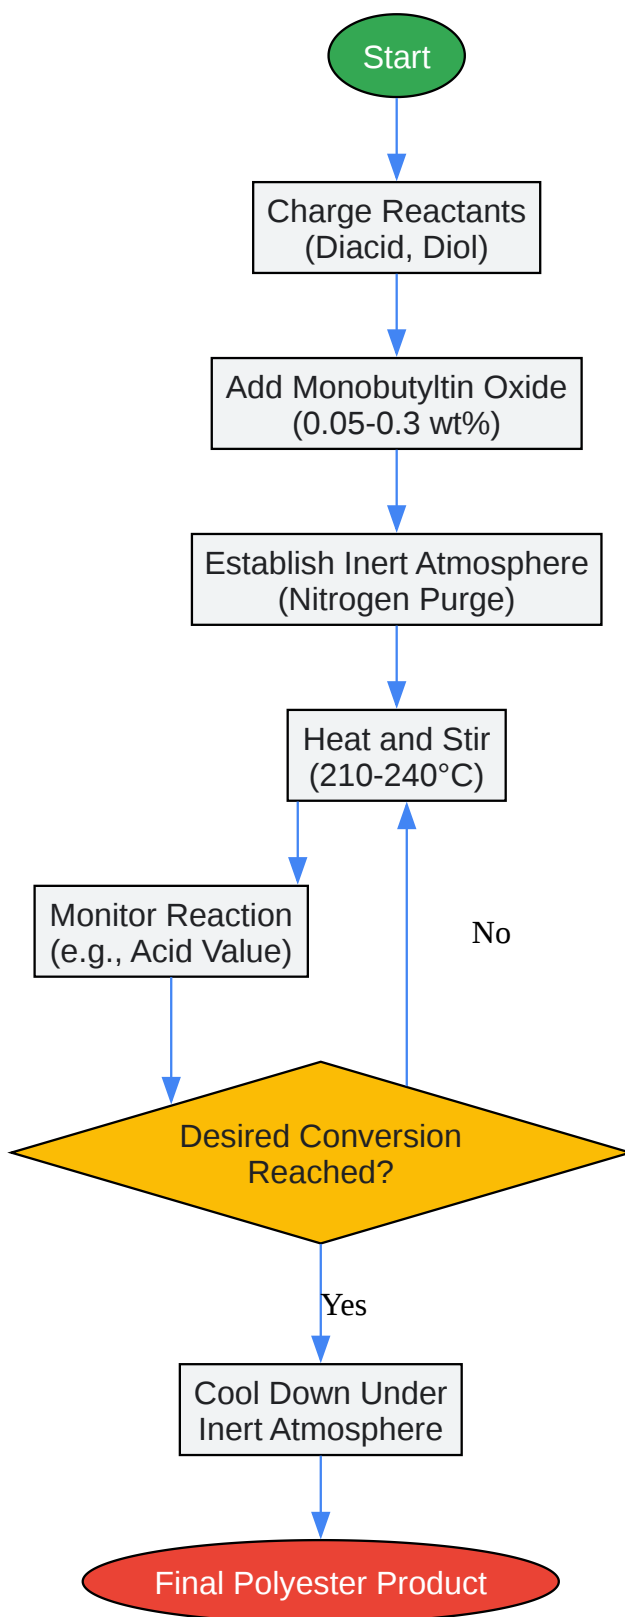 Start
Charge Reactants
(Diacid, Diol)
Add Monobutyltin Oxide
(0.05-0.3 wt%)
Establish Inert Atmosphere
(Nitrogen Purge)
Heat and Stir
(210-240°C)
Monitor Reaction
(e.g., Acid Value)
No
Desired Conversion
Reached?
Yes
Cool Down Under
Inert Atmosphere
Final Polyester Product